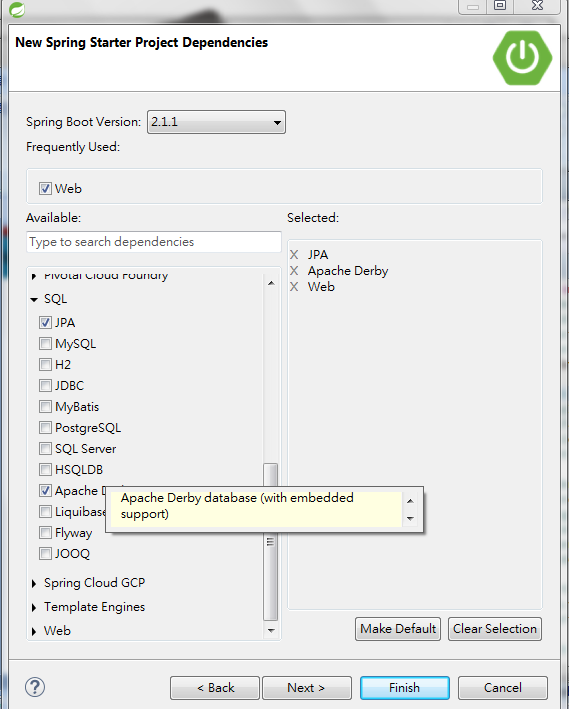 New Spring Starter Project Dependencies
Spring Boot Version: 2.1.1
Frequently Used:
Web
Available:
Selected:
Type to search dependencies
Pivotal Cloud Foundry
SQL
JPA
MySQL
H2
JDBC
MyBatis
PostgreSQL
SQL Server
HSQLDB
Apache D
Liquibase
Flyway
JOOQ
Spring Cloud GCP
Template Engines
Web
X JPA
X Apache Derby
X Web
Apache Derby database (with embedded
support)
Make Default
Clear Selection
?
< Back
Next >
Finish
Cancel